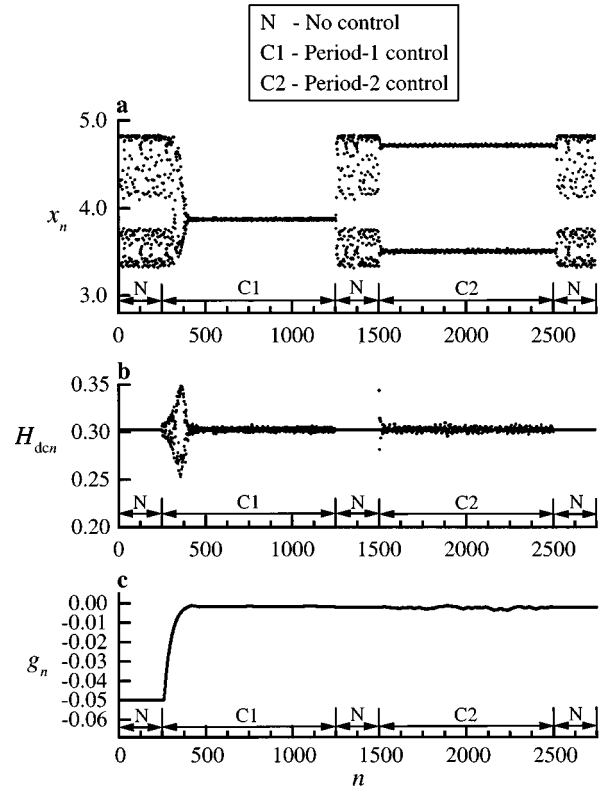 N - No control
C1 - Period-1 control
C2 - Period-2 control
a
5.0
4.0
3.0
xn
N C1 N C2 N
0 500 1000 1500 2000 2500
b
0.35
0.30
0.25
0.20
Hdcn
N C1 N C2 N
0 500 1000 1500 2000 2500
c
0.00
-0.01
-0.02
-0.03
-0.04
-0.05
-0.06
gn
N C1 N C2 N
0 500 1000 1500 2000 2500
n